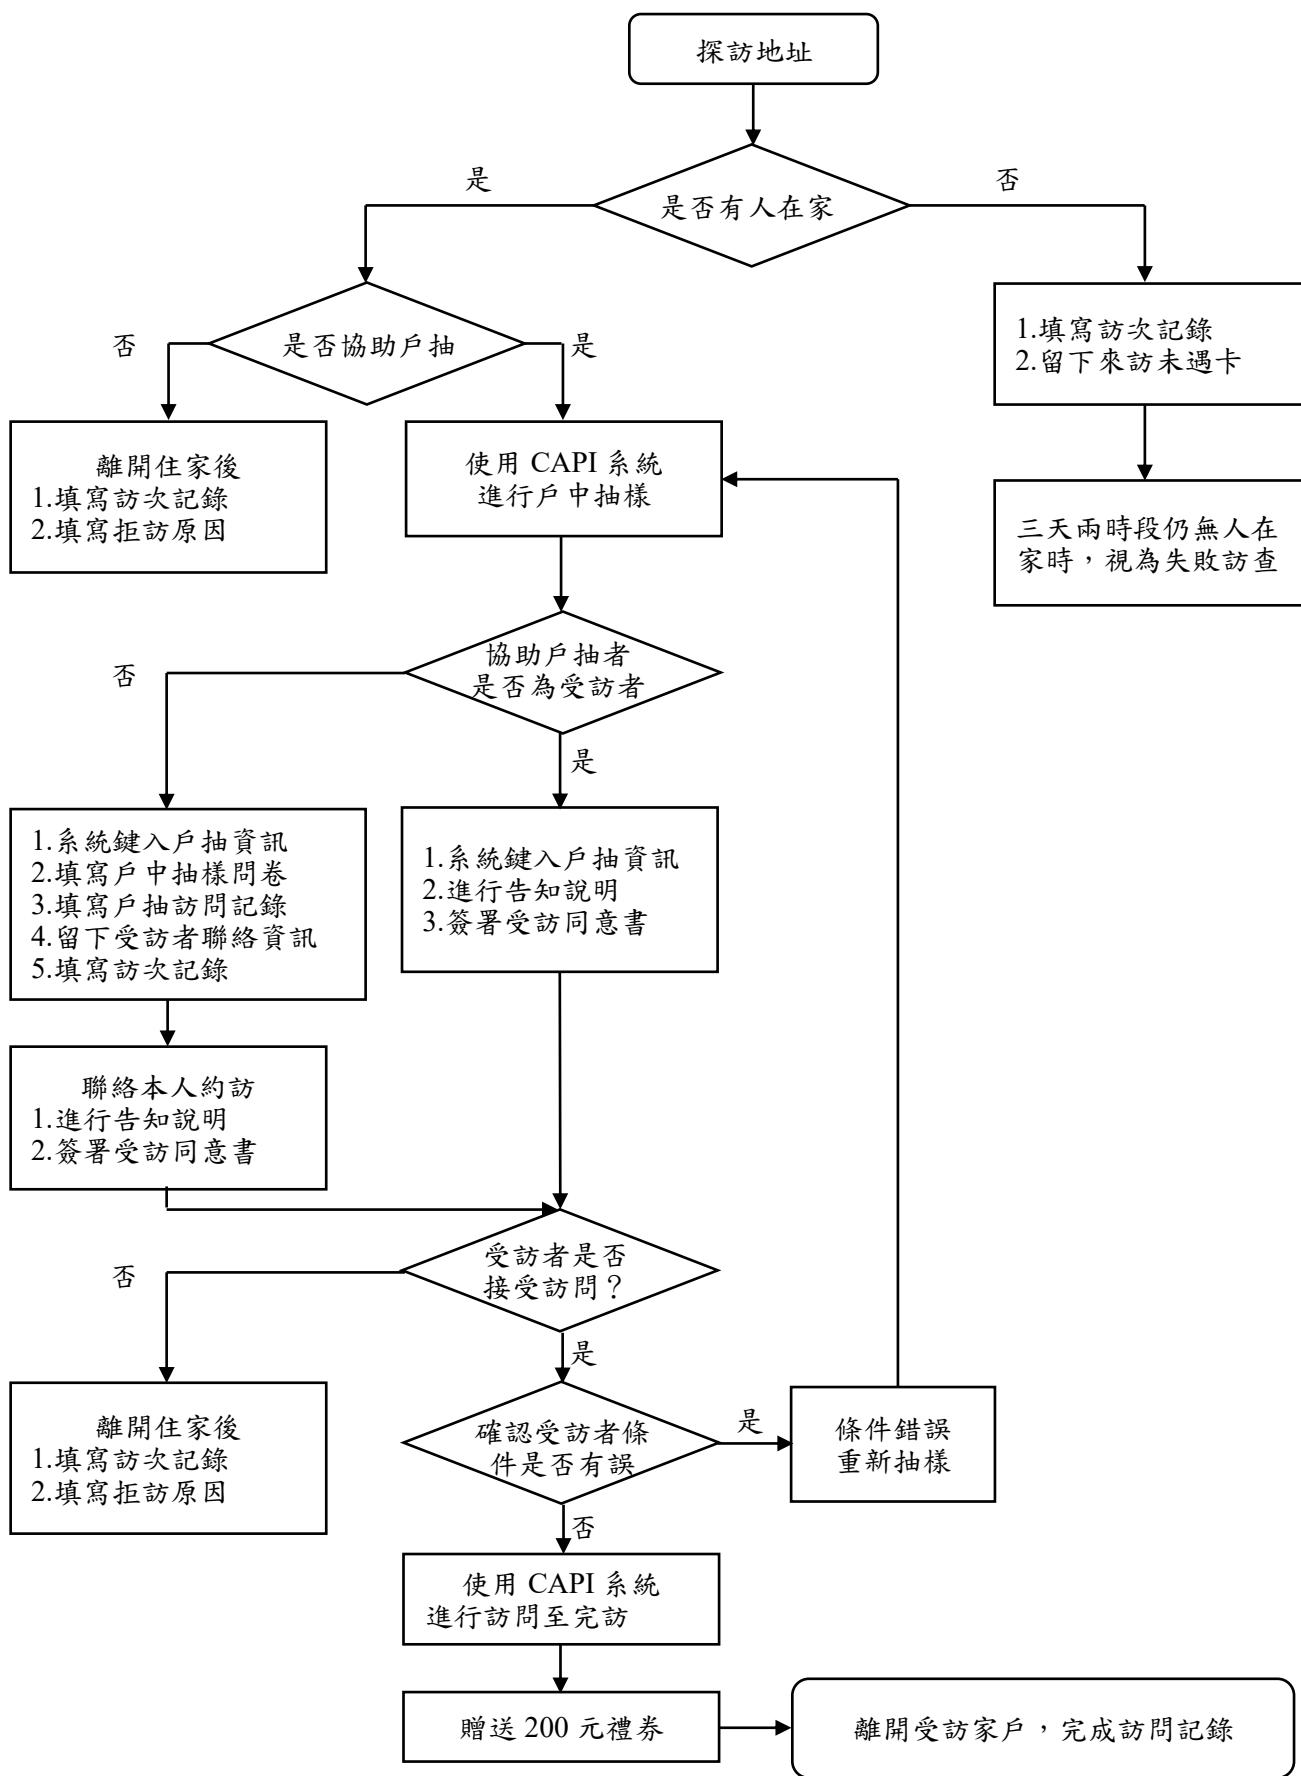 探訪地址
是
否
是否有人在家
否
是否協助戶抽
是
1.填寫訪次記錄
2.留下來訪未遇卡
離開住家後
1.填寫訪次記錄
2.填寫拒訪原因
使用 CAPI 系統
進行戶中抽樣
三天兩時段仍無人在
家時，視為失敗訪查
否
協助戶抽者
是否為受訪者
是
1.系統鍵入戶抽資訊
2.填寫戶中抽樣問卷
3.填寫戶抽訪問記錄
4.留下受訪者聯絡資訊
5.填寫訪次記錄
1.系統鍵入戶抽資訊
2.進行告知說明
3.簽署受訪同意書
聯絡本人約訪
1.進行告知說明
2.簽署受訪同意書
否
受訪者是否
接受訪問？
是
離開住家後
1.填寫訪次記錄
2.填寫拒訪原因
確認受訪者條
件是否有誤
是
條件錯誤
重新抽樣
否
使用 CAPI 系統
進行訪問至完訪
贈送 200 元禮券
離開受訪家戶，完成訪問記錄